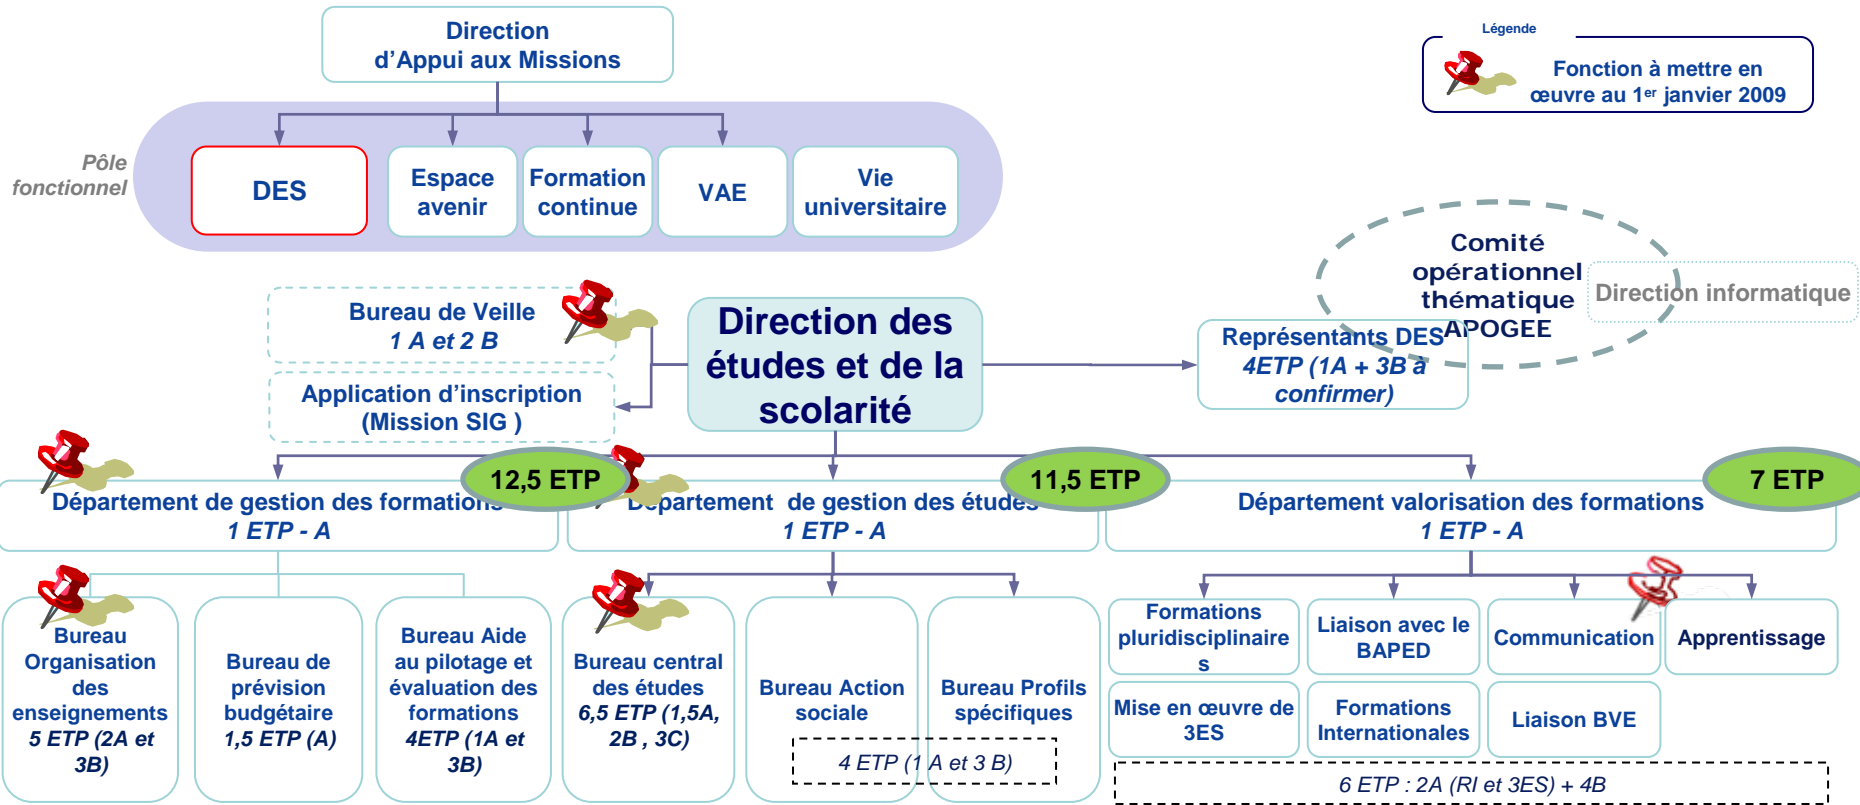 Direction
d'Appui aux Missions
Légende
Fonction à mettre en
œuvre au 1er janvier 2009
Pôle
fonctionnel
DES
Espace
avenir
Formation
continue
VAE
Vie
universitaire
Comité
opérationnel
thématique
APOGEE
Direction informatique
Bureau de Veille
1 A et 2 B
Application d'inscription
(Mission SIG )
Direction des
études et de la
scolarité
Représentants DES
4ETP (1A + 3B à
confirmer)
12,5 ETP
11,5 ETP
7 ETP
Département de gestion des formations
1 ETP - A
Département de gestion des études
1 ETP - A
Département valorisation des formations
1 ETP - A
Bureau
Organisation
des
enseignements
5 ETP (2A et
3B)
Bureau de
prévision
budgétaire
1,5 ETP (A)
Bureau Aide
au pilotage et
évaluation des
formations
4ETP (1A et
3B)
Bureau central
des études
6,5 ETP (1,5A,
2B , 3C)
Bureau Action
sociale
Bureau Profils
spécifiques
4 ETP (1 A et 3 B)
Formations
pluridisciplinaire
s
Liaison avec le
BAPED
Communication
Apprentissage
Mise en œuvre de
3ES
Formations
Internationales
Liaison BVE
6 ETP : 2A (RI et 3ES) + 4B